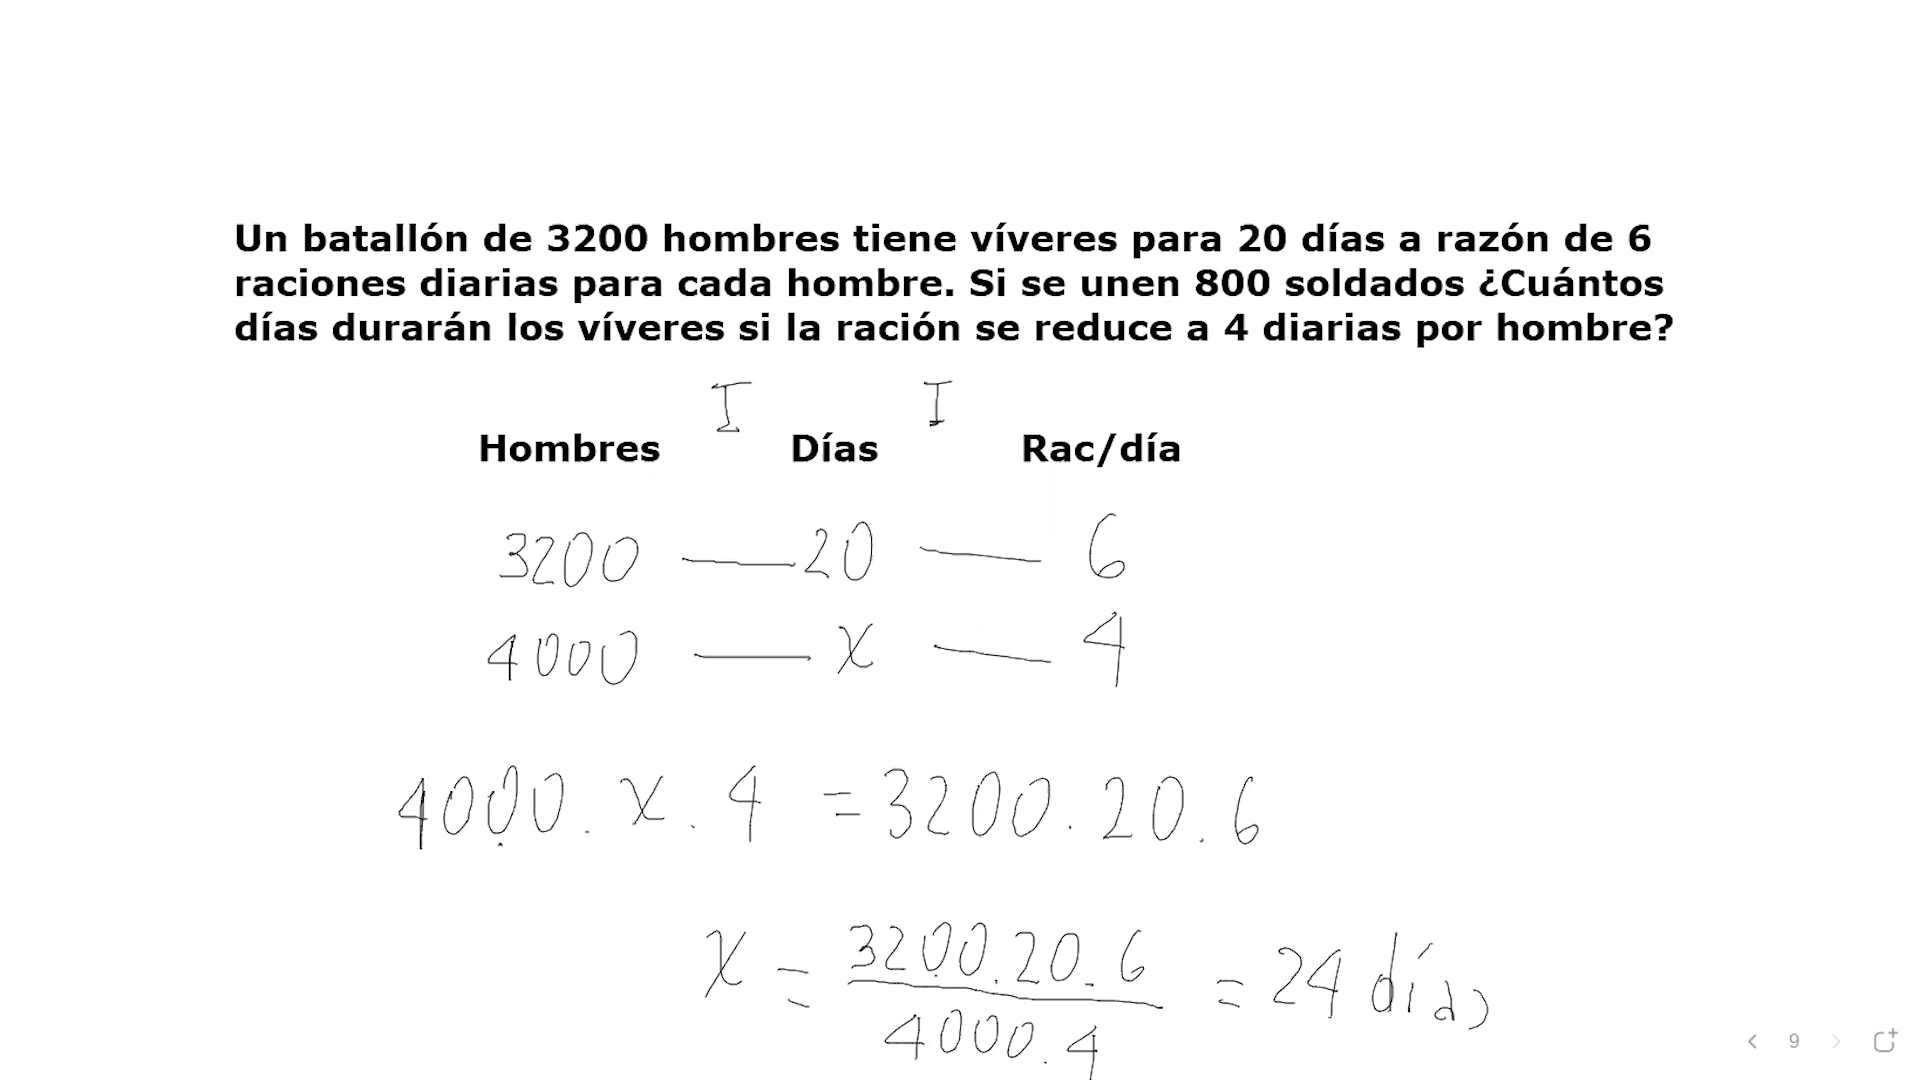 Un batallón de 3200 hombres tiene víveres para 20 días a razón de 6
raciones diarias para cada hombre. Si se unen 800 soldados ¿Cuántos
días durarán los víveres si la ración se reduce a 4 diarias por hombre?
I I
Hombres Días Rac/día
3200 — 20 — 6
4000 — x — 4
4000 . x . 4 = 3200 . 20 . 6
x = 3200 . 20 . 6 = 24 días
4000 . 4
< 9 >